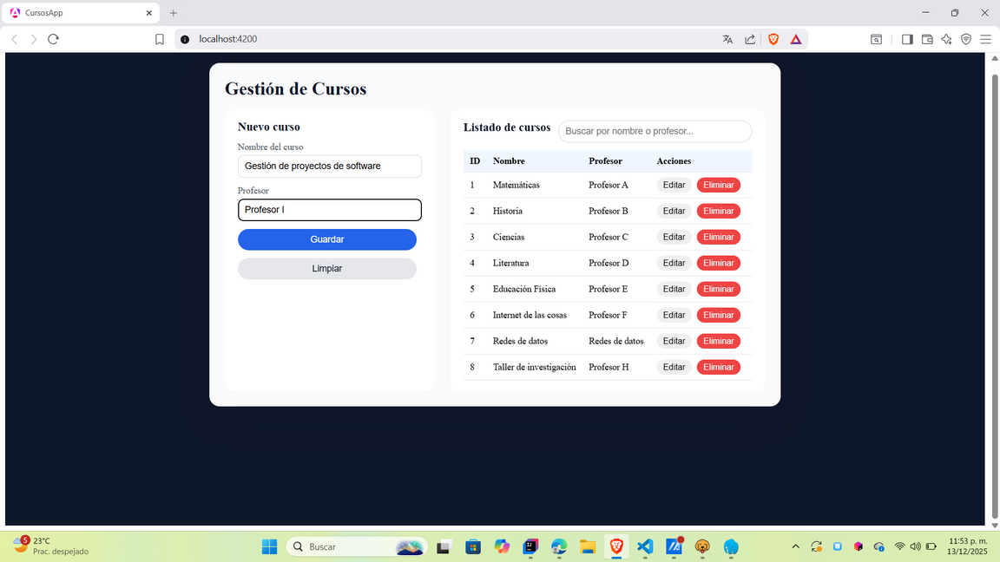 CursosApp
localhost:4200
Gestión de Cursos
Nuevo curso
Nombre del curso
Gestión de proyectos de software
Profesor
Profesor I
Guardar
Limpiar
Listado de cursos
Buscar por nombre o profesor...
ID Nombre Profesor Acciones
1 Matemáticas Profesor A Editar Eliminar
2 Historia Profesor B Editar Eliminar
3 Ciencias Profesor C Editar Eliminar
4 Literatura Profesor D Editar Eliminar
5 Educación Física Profesor E Editar Eliminar
6 Internet de las cosas Profesor F Editar Eliminar
7 Redes de datos Redes de datos Editar Eliminar
8 Taller de investigación Profesor H Editar Eliminar
5
23°C
Prac. despejado
Buscar
11:53 p. m.
13/12/2025